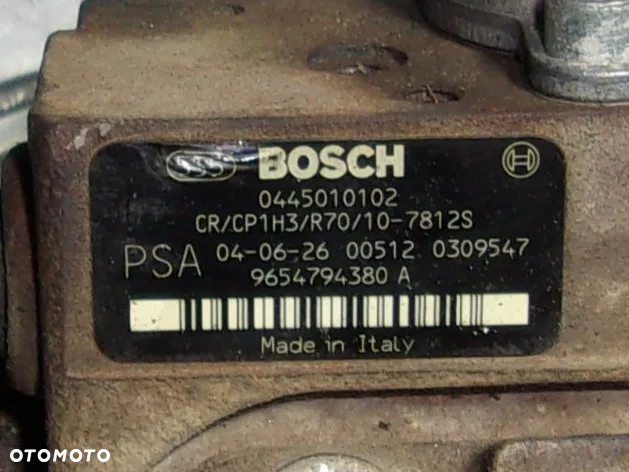 BOSCH
0445010102
CR/CP1H3/R70/10-7812S
PSA 04-06-26 00512 0309547
9654794380 A
Made in Italy
OTOMOTO